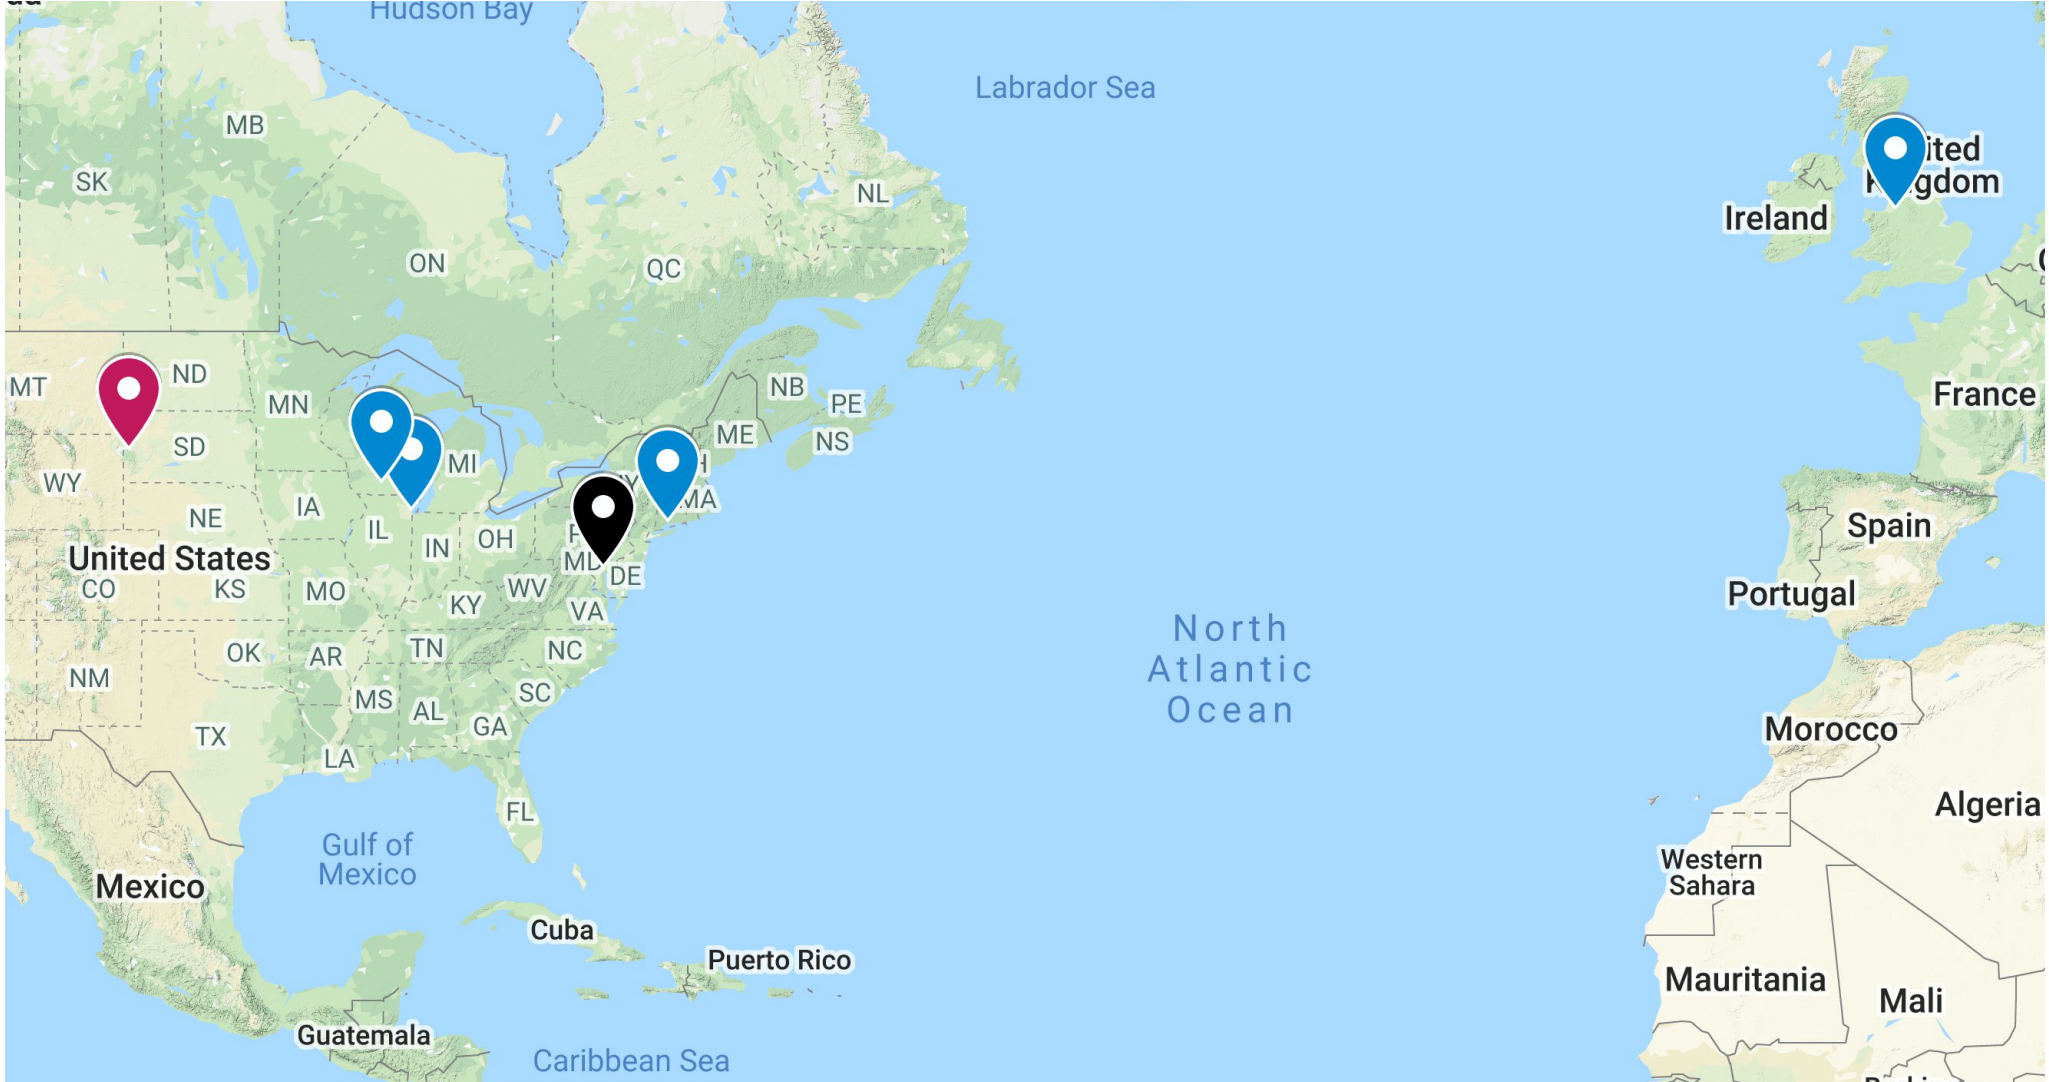 Hudson Bay
Labrador Sea
MB
SK
NL
ON
QC
United
Kingdom
Ireland
MT
ND
MN
NB
PE
France
SD
MI
ME
NS
WY
NE
IA
MA
IL
IN
OH
Spain
United States
MD
DE
CO
KS
MO
KY
WV
VA
Portugal
OK
AR
TN
NC
North
Atlantic
Ocean
NM
MS
AL
SC
GA
TX
LA
Morocco
FL
Algeria
Gulf of
Mexico
Western
Sahara
Mexico
Cuba
Puerto Rico
Mauritania
Mali
Guatemala
Caribbean Sea